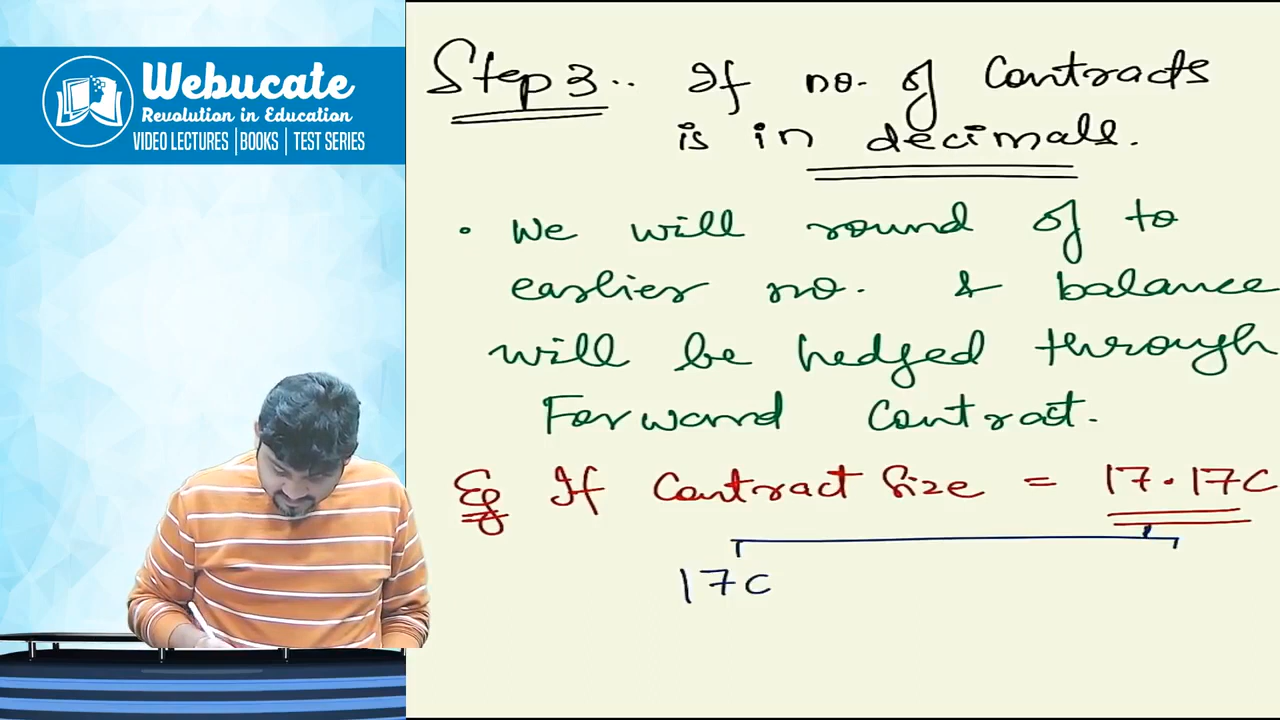 Webucate
Revolution in Education
VIDEO LECTURES | BOOKS | TEST SERIES
Step 3.. If no. of Contracts
is in decimals.
• We will round of to
earlier no. & balance
will be hedged through
Forward Contract.
Eg If Contract Size = 17.17C
17C